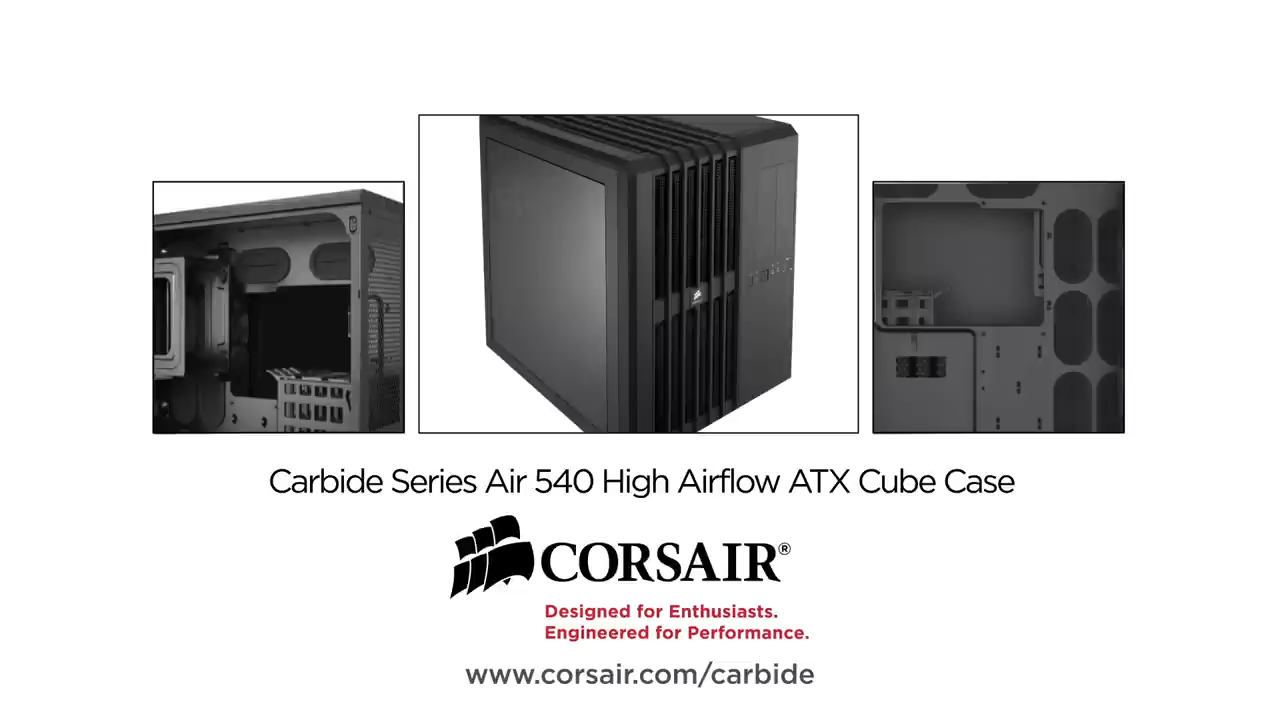 Carbide Series Air 540 High Airflow ATX Cube Case
CORSAIR®
Designed for Enthusiasts.
Engineered for Performance.
www.corsair.com/carbide